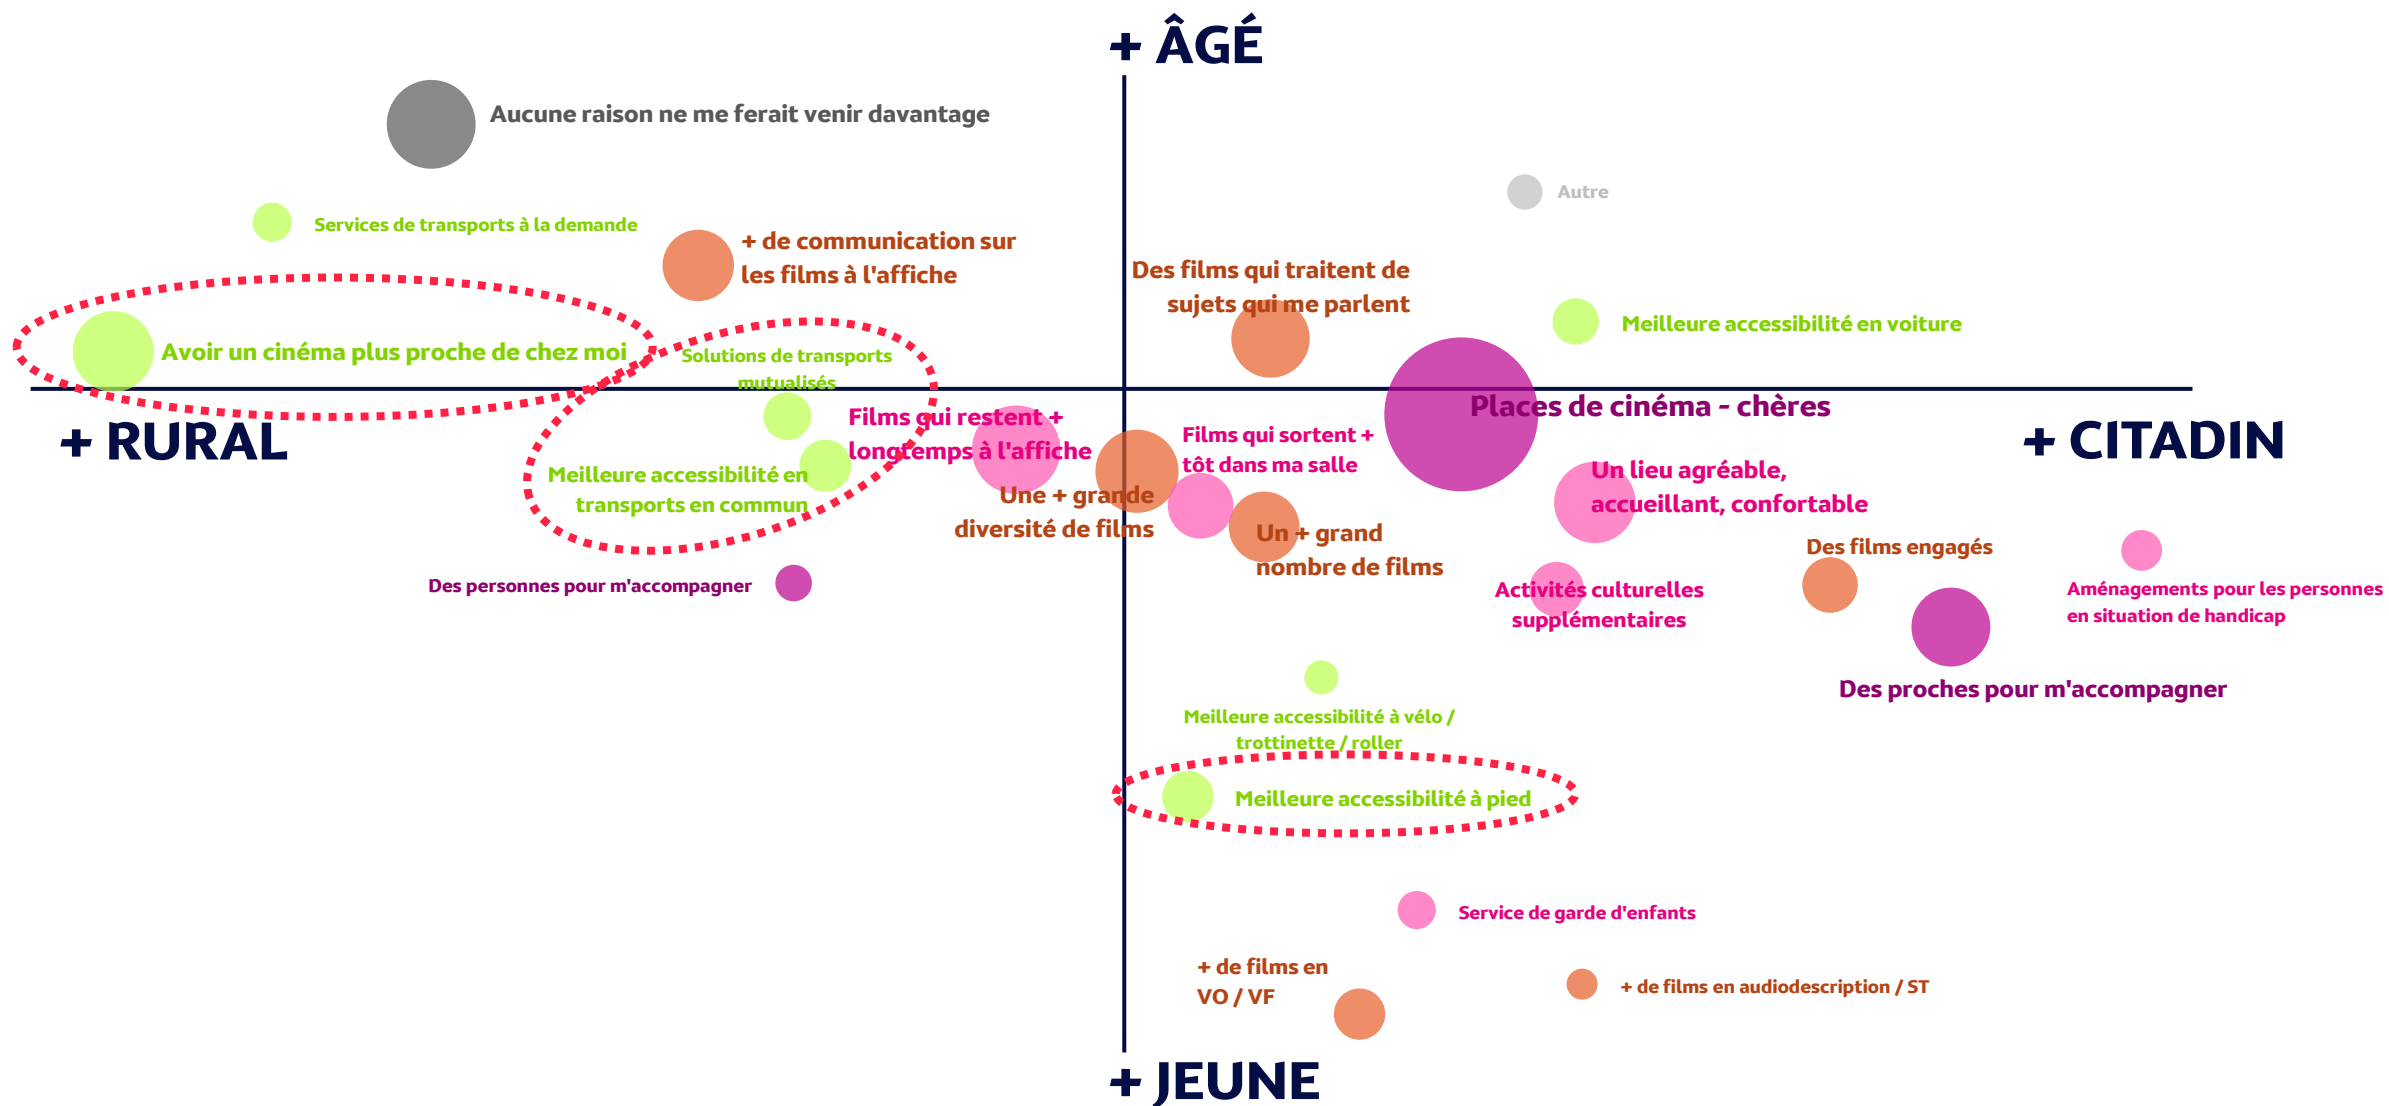 + ÂGÉ
Aucune raison ne me ferait venir davantage
Autre
Services de transports à la demande
+ de communication sur
les films à l'affiche
Des films qui traitent de
sujets qui me parlent
Meilleure accessibilité en voiture
Avoir un cinéma plus proche de chez moi
Solutions de transports
mutualisés
+ RURAL
Films qui restent +
longtemps à l'affiche
Places de cinéma - chères
+ CITADIN
Films qui sortent +
tôt dans ma salle
Meilleure accessibilité en
transports en commun
Une + grande
diversité de films
Un lieu agréable,
accueillant, confortable
Un + grand
nombre de films
Des films engagés
Des personnes pour m'accompagner
Activités culturelles
supplémentaires
Aménagements pour les personnes
en situation de handicap
Des proches pour m'accompagner
Meilleure accessibilité à vélo /
trottinette / roller
Meilleure accessibilité à pied
Service de garde d'enfants
+ de films en
VO / VF
+ de films en audiodescription / ST
+ JEUNE